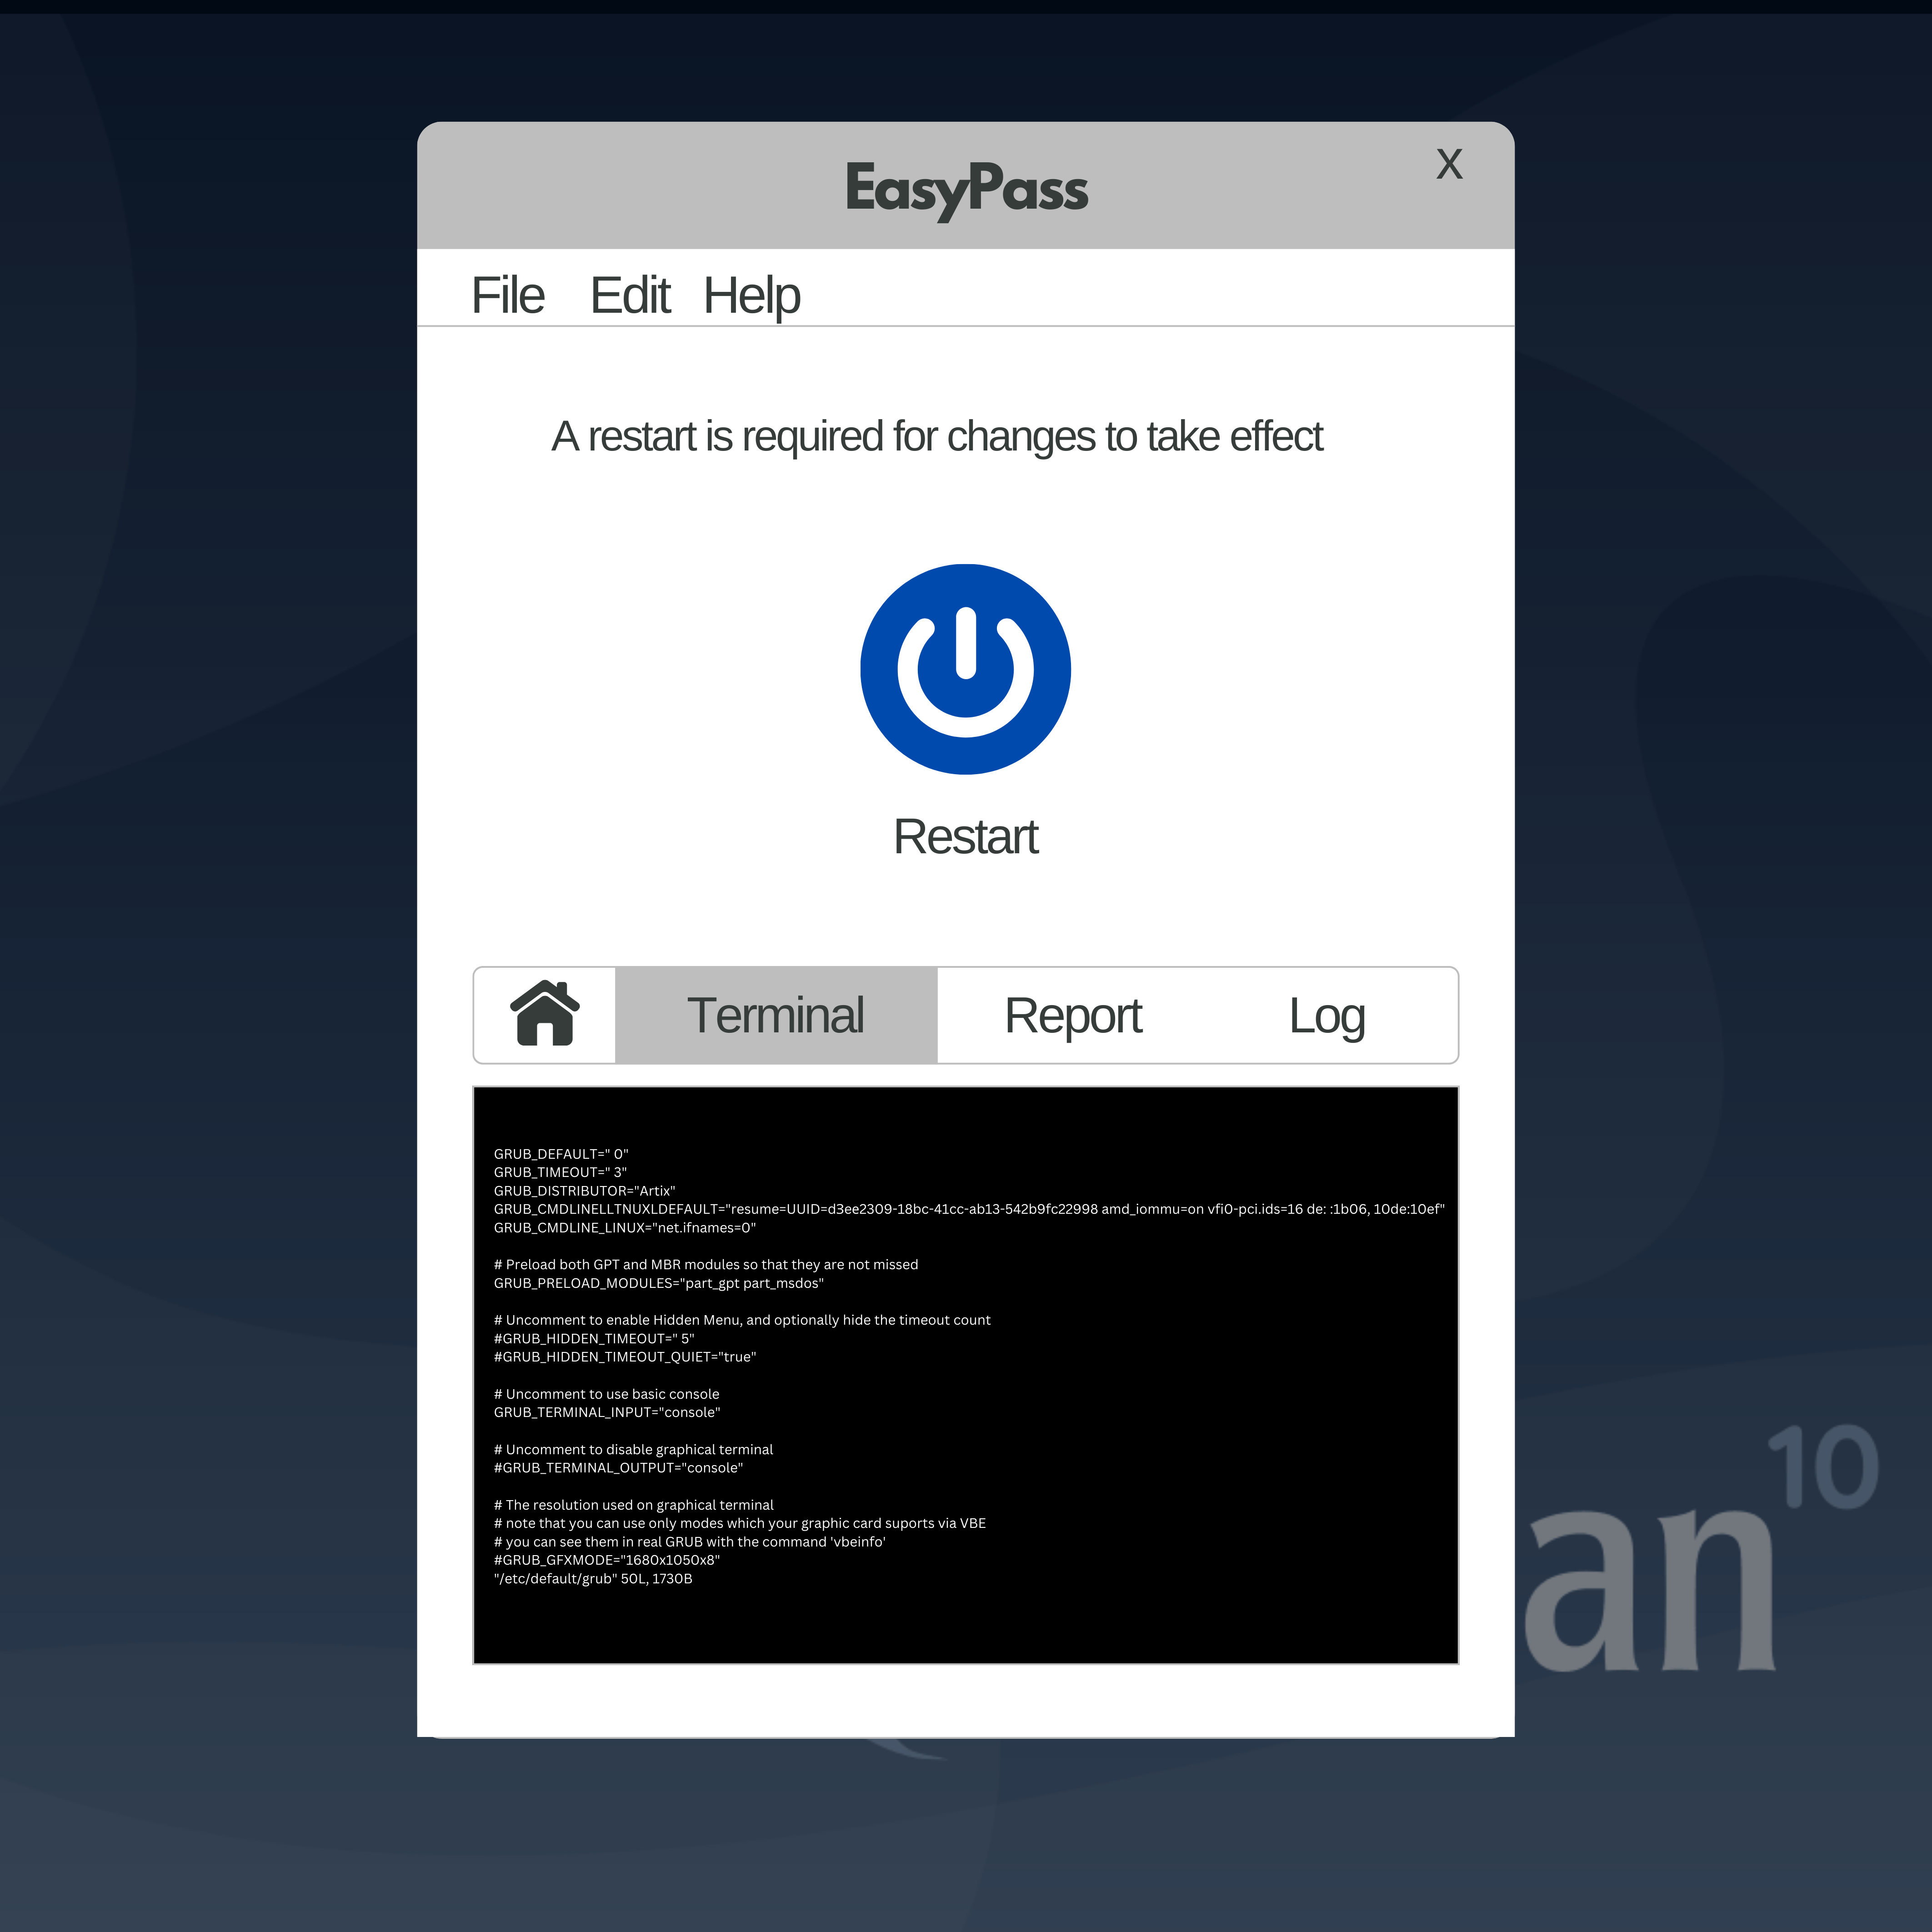 EasyPass
X
File Edit Help
A restart is required for changes to take effect
Restart
Terminal Report Log
GRUB_DEFAULT=" 0"
GRUB_TIMEOUT=" 3"
GRUB_DISTRIBUTOR="Artix"
GRUB_CMDLINELLTNUXLDEFAULT="resume=UUID=d3ee2309-18bc-41cc-ab13-542b9fc22998 amd_iommu=on vfi0-pci.ids=16 de: :1b06, 10de:10ef"
GRUB_CMDLINE_LINUX="net.ifnames=0"
# Preload both GPT and MBR modules so that they are not missed
GRUB_PRELOAD_MODULES="part_gpt part_msdos"
# Uncomment to enable Hidden Menu, and optionally hide the timeout count
#GRUB_HIDDEN_TIMEOUT=" 5"
#GRUB_HIDDEN_TIMEOUT_QUIET="true"
# Uncomment to use basic console
GRUB_TERMINAL_INPUT="console"
# Uncomment to disable graphical terminal
#GRUB_TERMINAL_OUTPUT="console"
# The resolution used on graphical terminal
# note that you can use only modes which your graphic card suports via VBE
# you can see them in real GRUB with the command 'vbeinfo'
#GRUB_GFXMODE="1680x1050x8"
"/etc/default/grub" 50L, 1730B
an 10